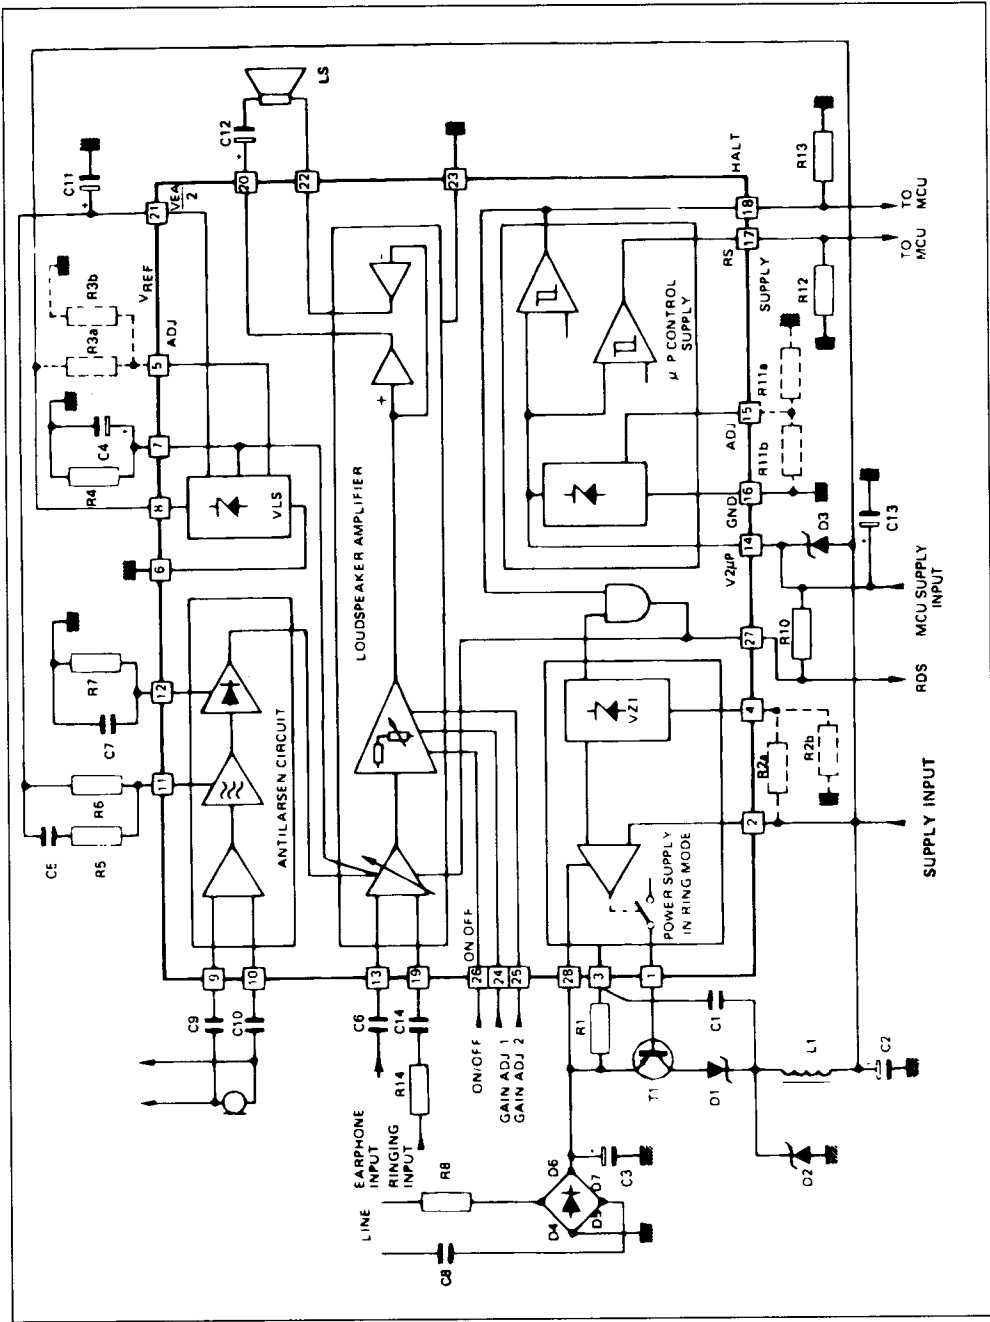 LS
C12
C11
R3b
R3a
C4
R4
R7
C7
R6
C5
R5
21
VEA
2
20
22
23
VREF
ADJ
5
7
8
6
12
11
VLS
LOUDSPEAKER AMPLIFIER
+
ANTILARSEN CIRCUIT
9
10
C9
C10
13
19
C6
C14
R14
EARPHONE
INPUT
RINGING
INPUT
26
24
25
ON OFF
ON/OFF
GAIN ADJ 1
GAIN ADJ 2
LINE
R8
C8
D4
D5
D6
D7
C3
28
3
1
R1
T1
C1
D1
D2
L1
C2
POWER SUPPLY
IN RING MODE
VZ1
2
4
27
R2a
R2b
SUPPLY INPUT
RDS
MCU SUPPLY
INPUT
R10
D3
C13
V2µP
GND
ADJ
14
16
15
R11b
R11a
µP CONTROL
SUPPLY
SUPPLY
RS
HALT
17
18
R12
R13
TO
MCU
TO
MCU